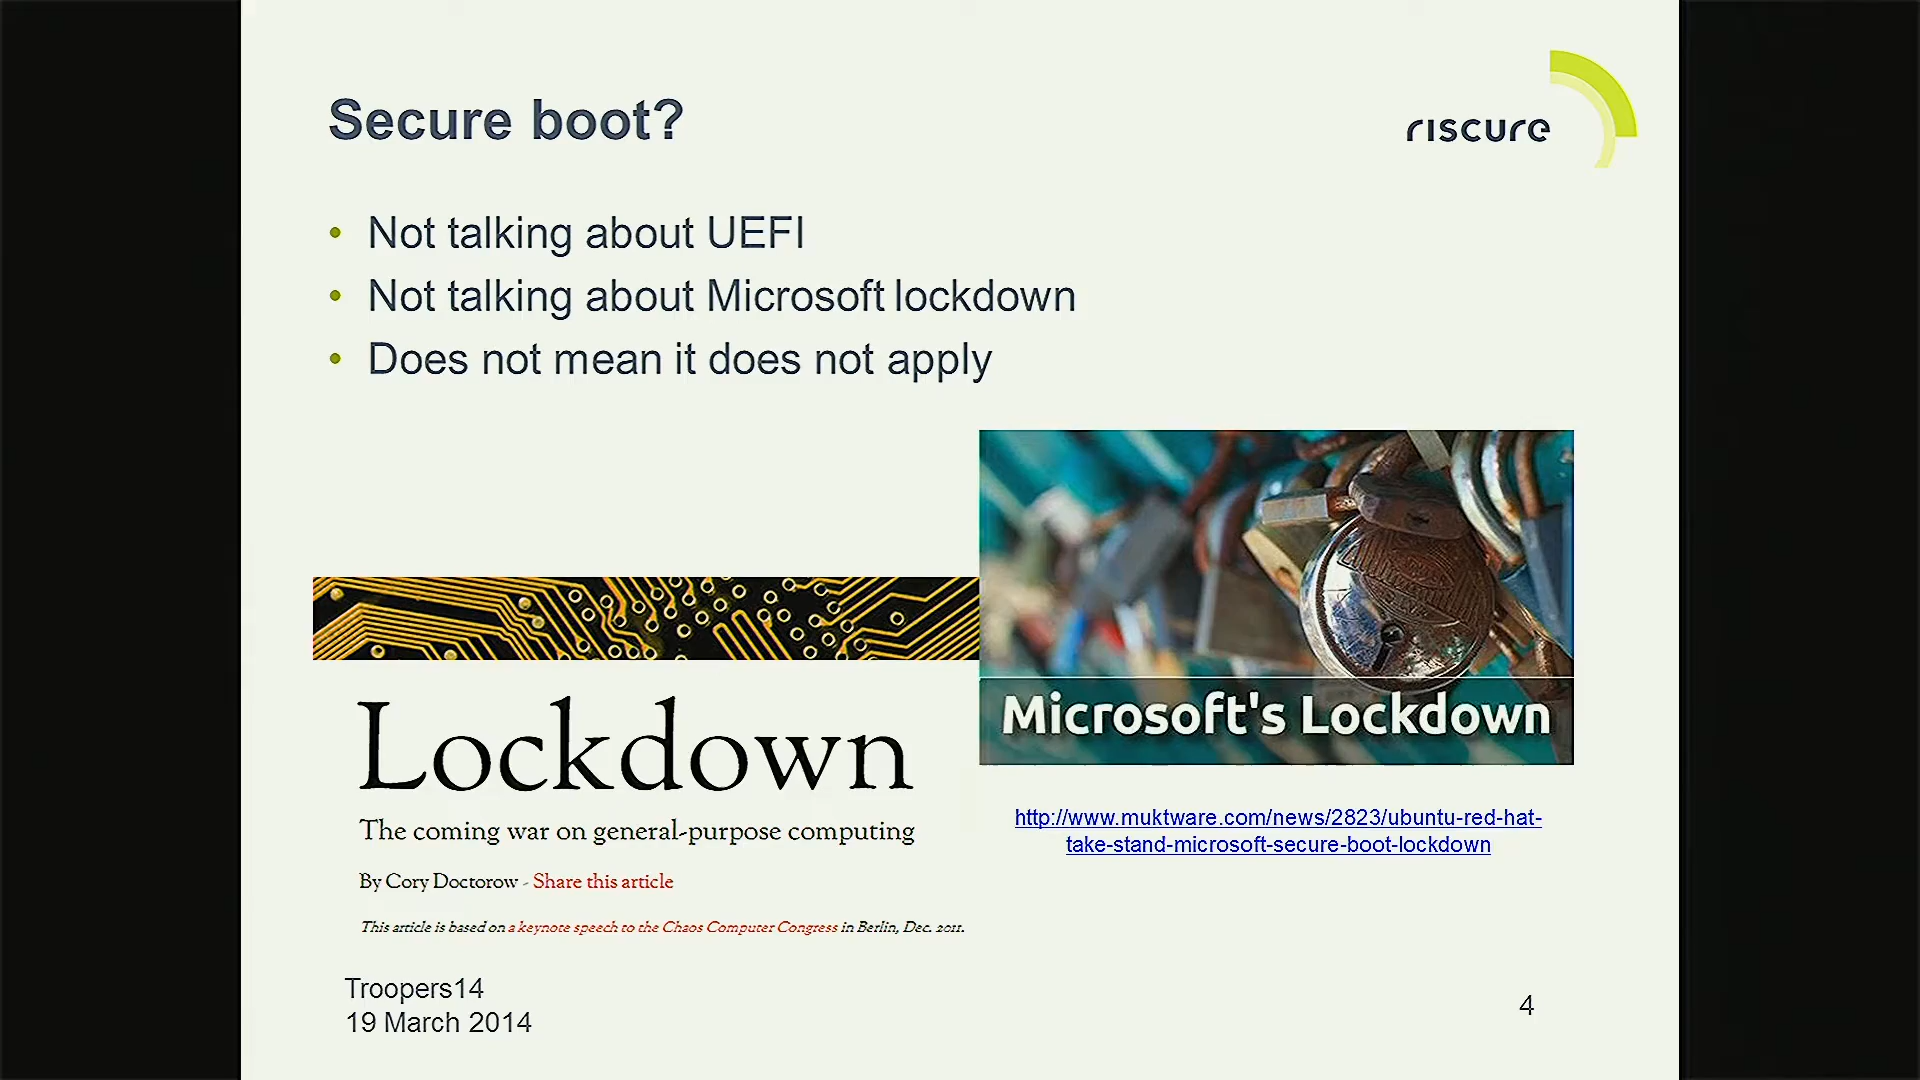 Secure boot?
riscure
• Not talking about UEFI
• Not talking about Microsoft lockdown
• Does not mean it does not apply
Microsoft's Lockdown
Lockdown
The coming war on general-purpose computing
By Cory Doctorow - Share this article
This article is based on a keynote speech to the Chaos Computer Congress in Berlin, Dec. 2011.
http://www.muktware.com/news/2823/ubuntu-red-hat-
take-stand-microsoft-secure-boot-lockdown
Troopers14
19 March 2014
4